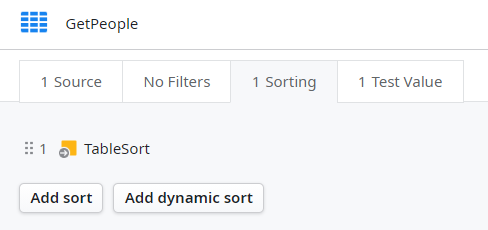 GetPeople
1 Source No Filters 1 Sorting 1 Test Value
1 TableSort
Add sort Add dynamic sort